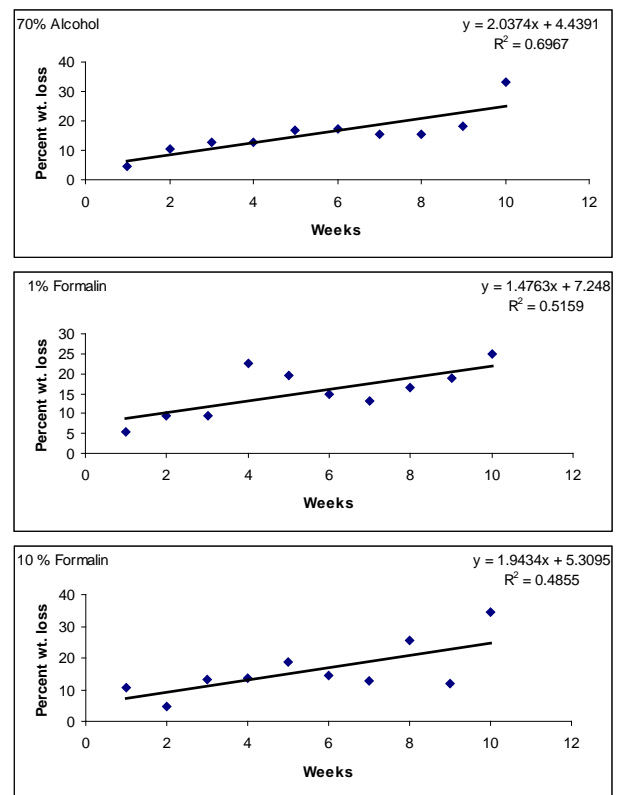 70% Alcohol
y = 2.0374x + 4.4391
R² = 0.6967
40
30
20
10
0
Percent wt. loss
0 2 4 6 8 10 12
Weeks
1% Formalin
y = 1.4763x + 7.248
R² = 0.5159
30
25
20
15
10
5
0
Percent wt. loss
0 2 4 6 8 10 12
Weeks
10 % Formalin
y = 1.9434x + 5.3095
R² = 0.4855
40
30
20
10
0
Percent wt. loss
0 2 4 6 8 10 12
Weeks